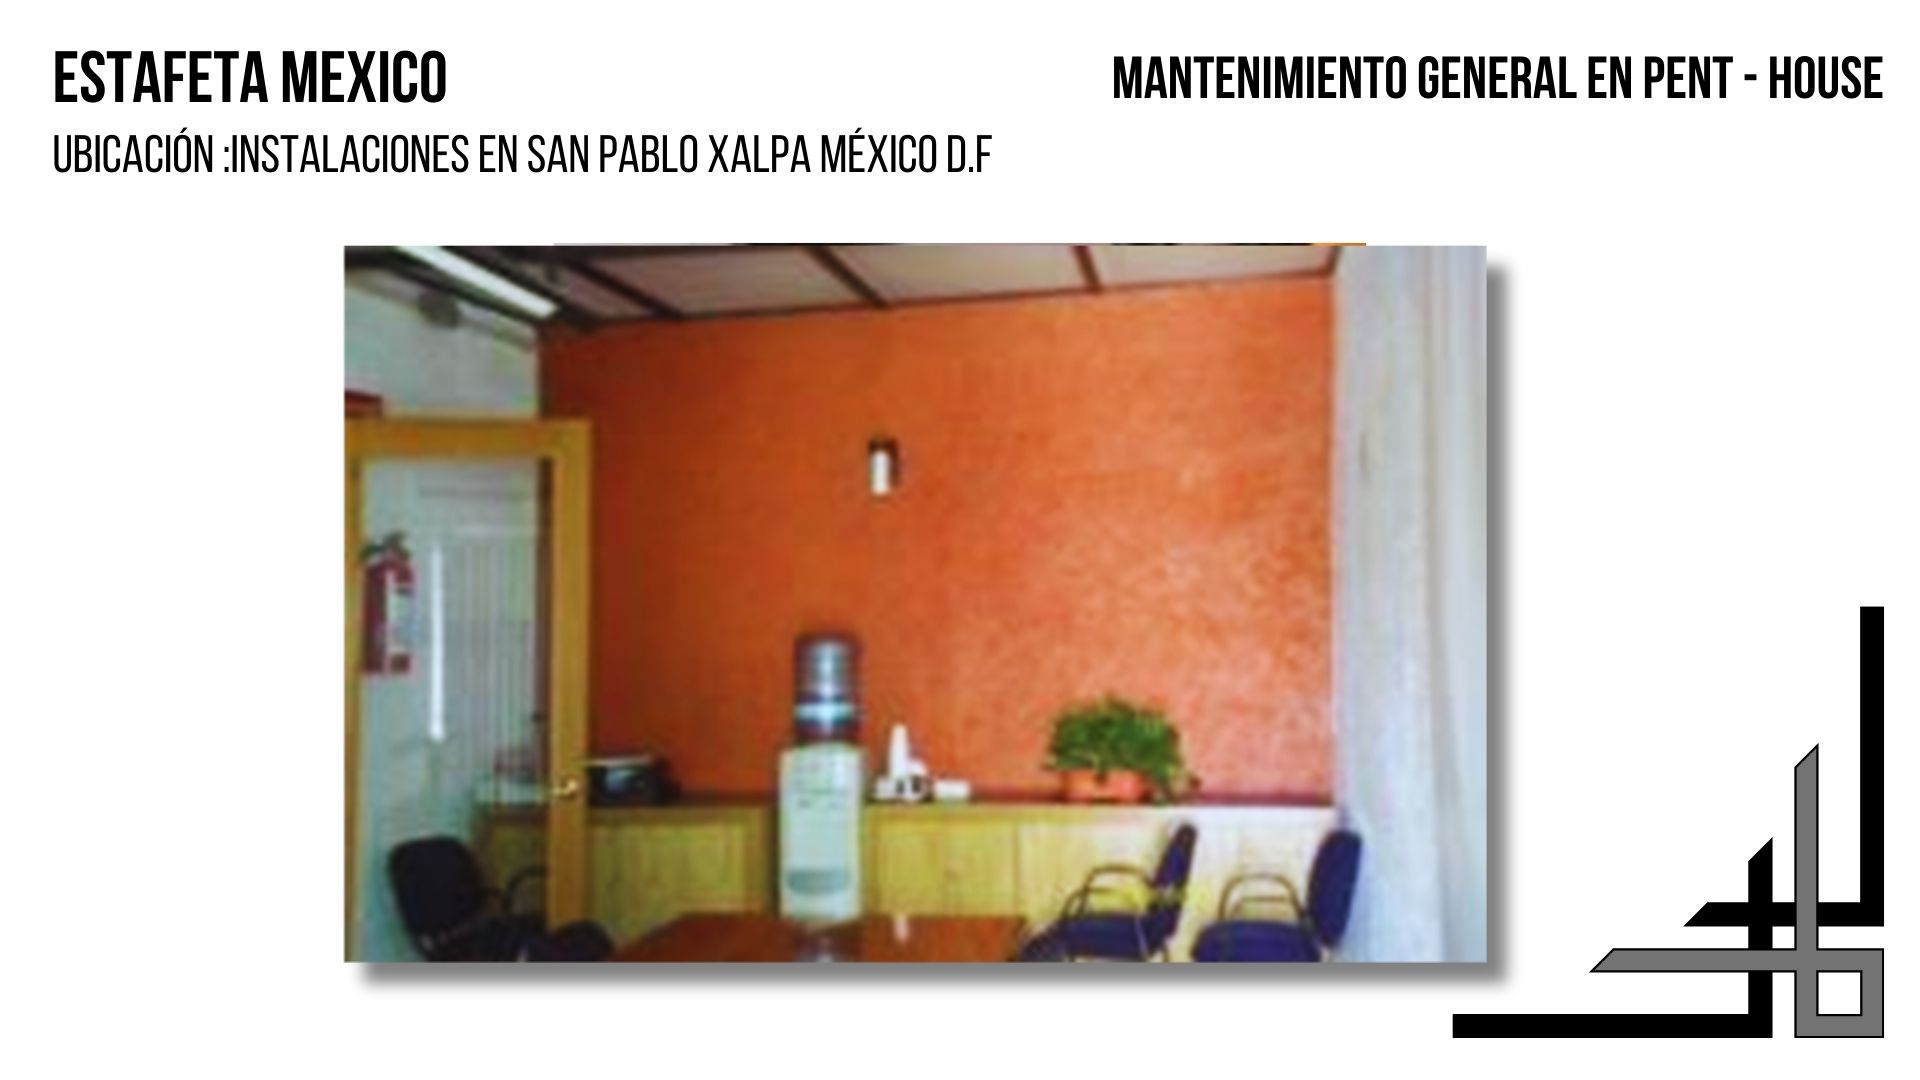 ESTAFETA MEXICO
MANTENIMIENTO GENERAL EN PENT - HOUSE
UBICACIÓN :INSTALACIONES EN SAN PABLO XALPA MÉXICO D.F